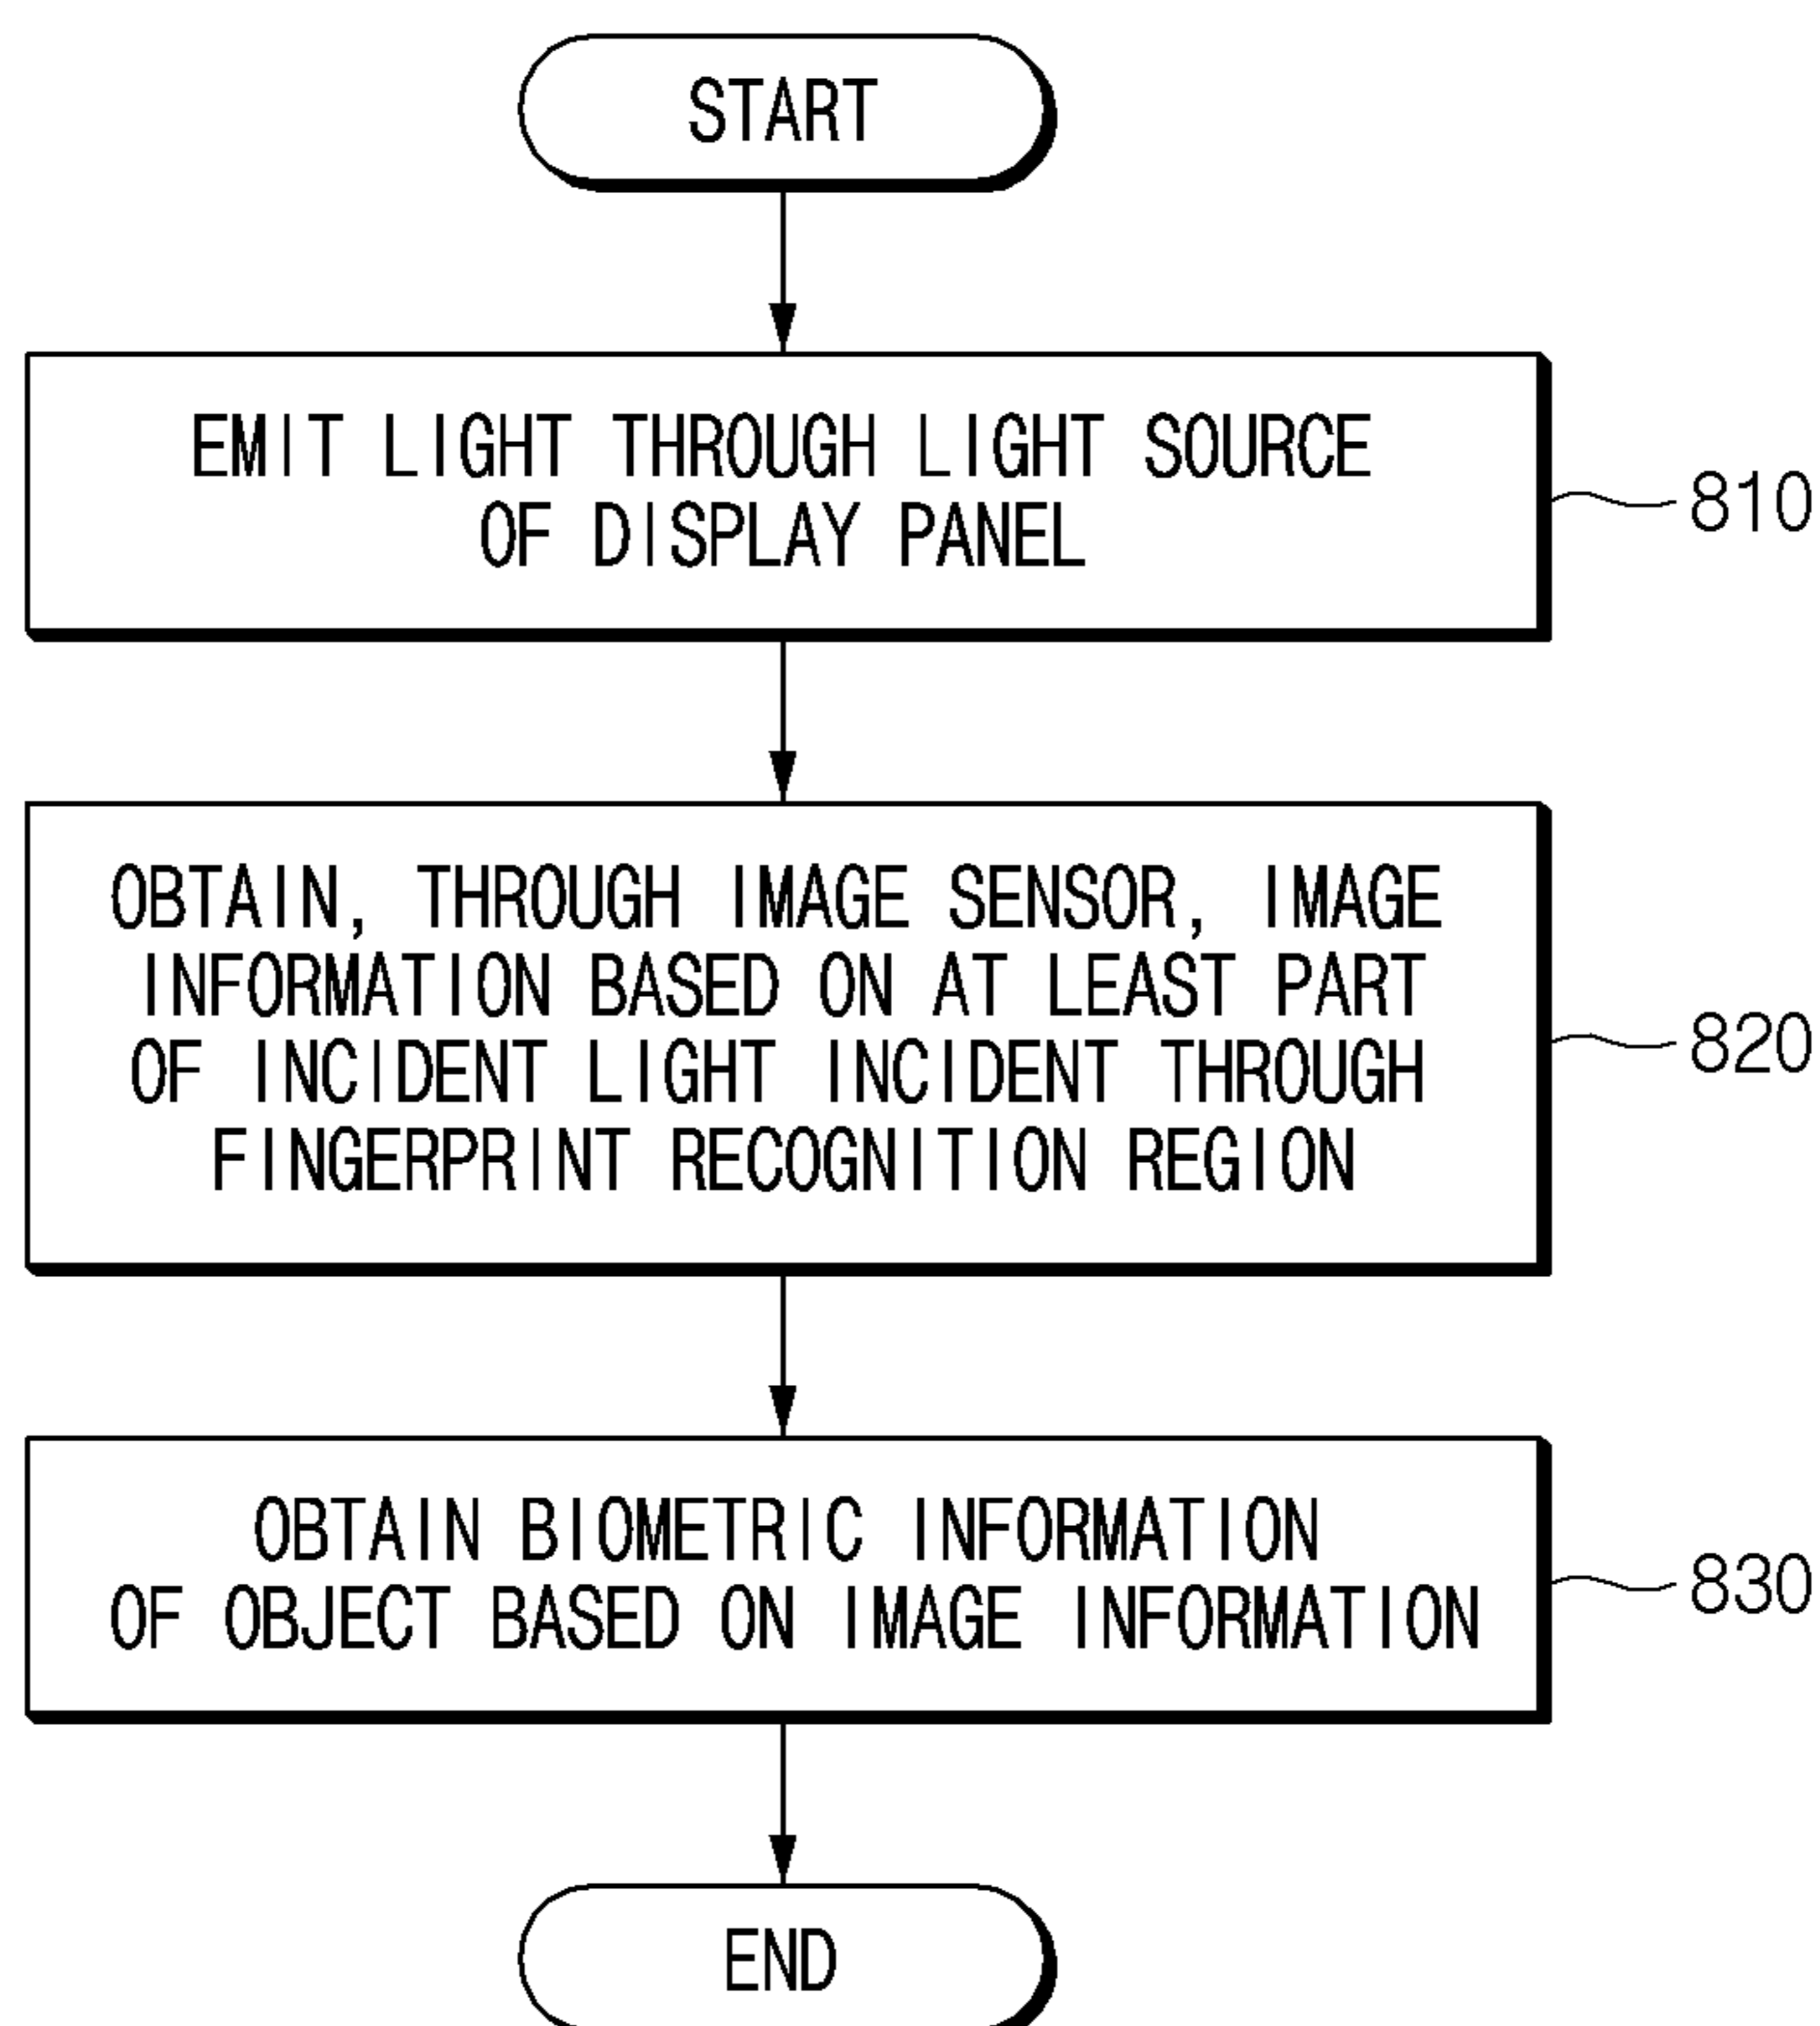 START
EMIT LIGHT THROUGH LIGHT SOURCE
OF DISPLAY PANEL
810
OBTAIN, THROUGH IMAGE SENSOR, IMAGE
INFORMATION BASED ON AT LEAST PART
OF INCIDENT LIGHT INCIDENT THROUGH
FINGERPRINT RECOGNITION REGION
820
OBTAIN BIOMETRIC INFORMATION
OF OBJECT BASED ON IMAGE INFORMATION
830
END